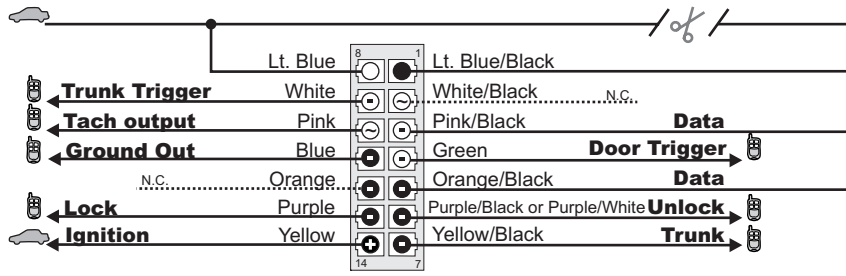 8 1
Lt. Blue Lt. Blue/Black
Trunk Trigger White White/Black N.C.
Tach output Pink Pink/Black Data
Ground Out Blue Green Door Trigger
N.C. Orange Orange/Black Data
Lock Purple Purple/Black or Purple/White Unlock
Ignition Yellow Yellow/Black Trunk
14 7